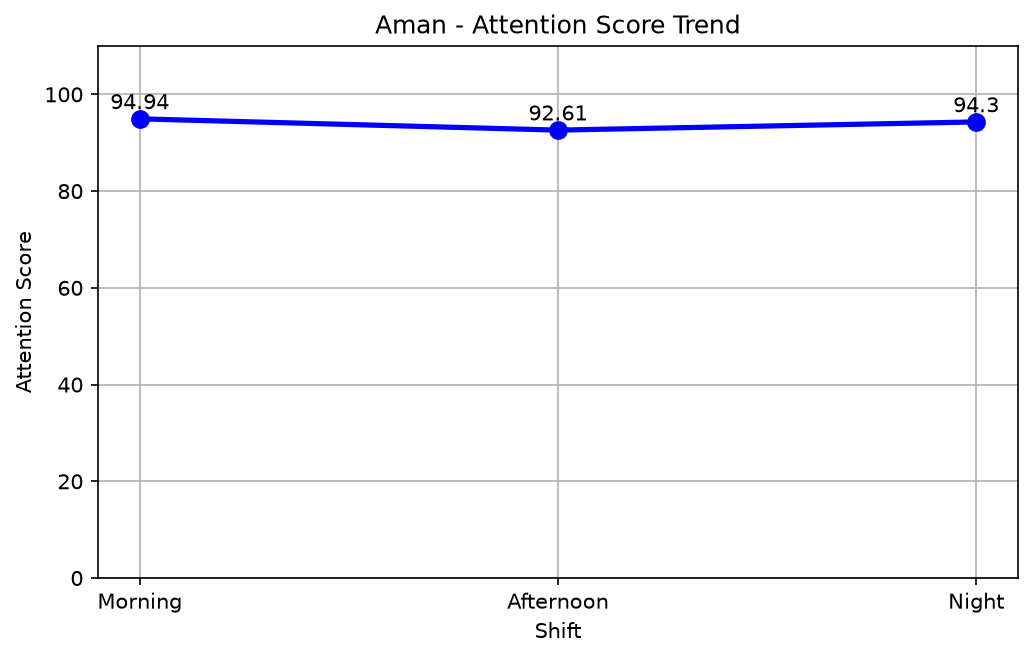 Aman - Attention Score Trend
Attention Score
100
80
60
40
20
0
94.94
92.61
94.3
Morning
Afternoon
Night
Shift